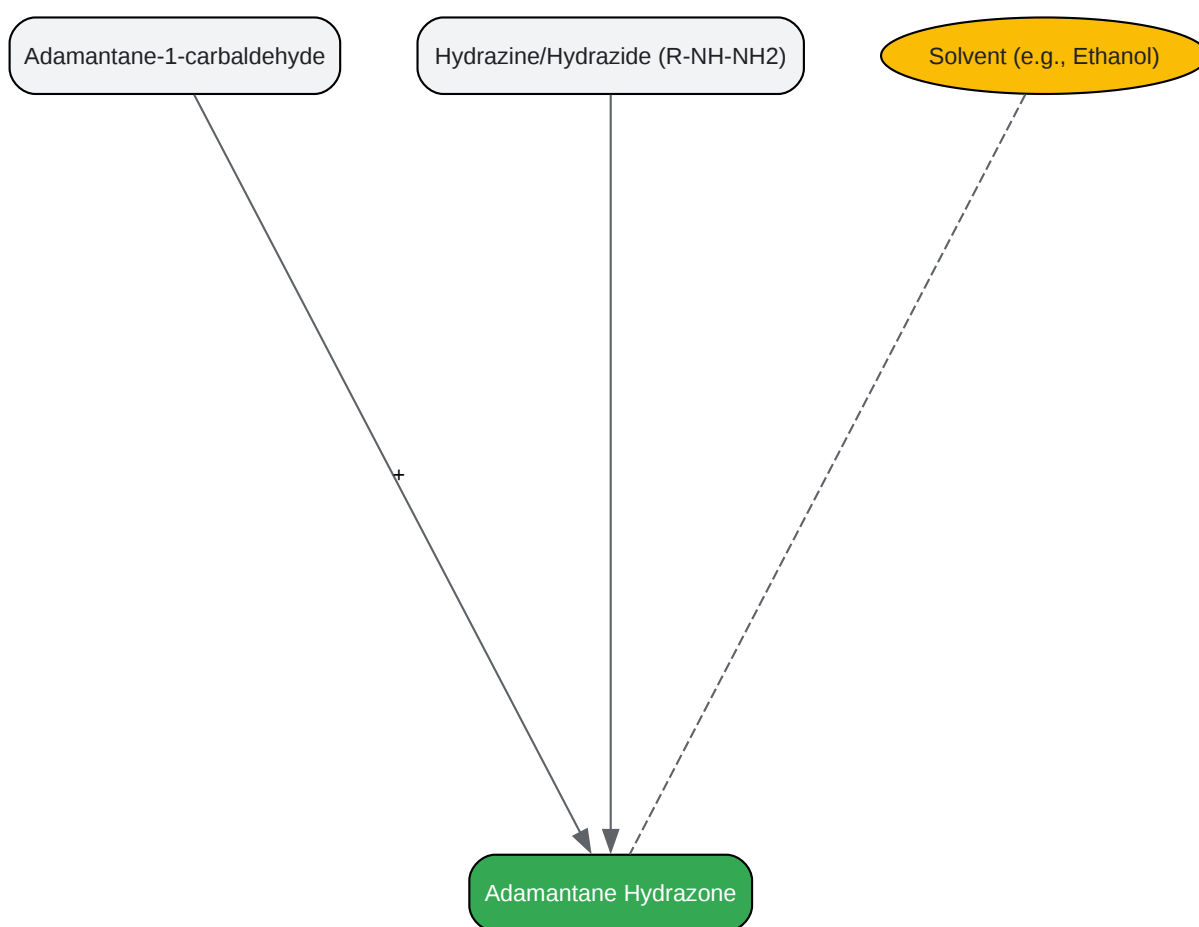 Adamantane-1-carbaldehyde
Hydrazine/Hydrazide (R-NH-NH2)
Solvent (e.g., Ethanol)
+
Adamantane Hydrazone